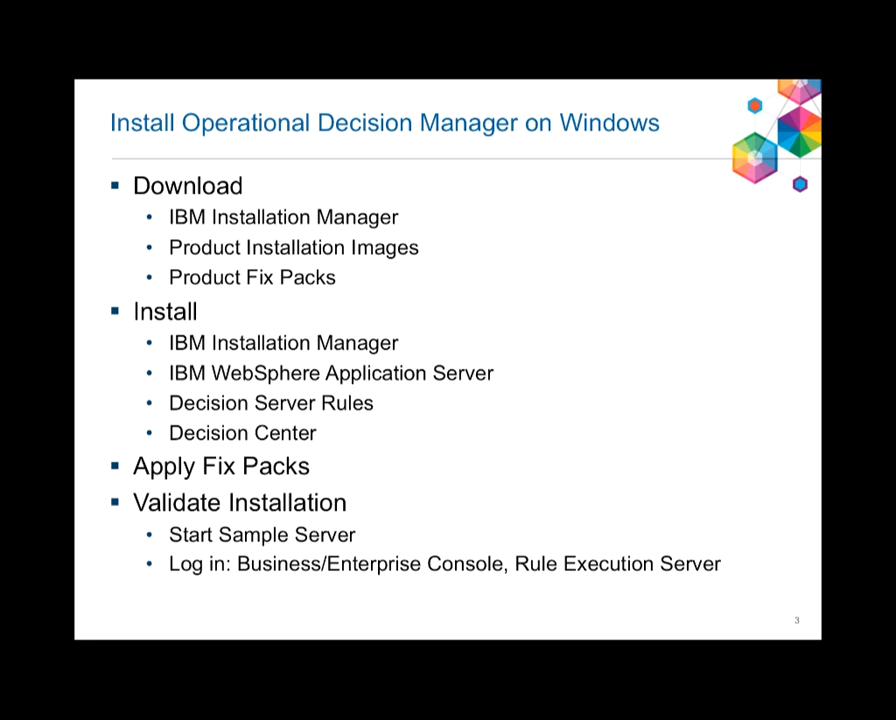 Install Operational Decision Manager on Windows
▪ Download
• IBM Installation Manager
• Product Installation Images
• Product Fix Packs
▪ Install
• IBM Installation Manager
• IBM WebSphere Application Server
• Decision Server Rules
• Decision Center
▪ Apply Fix Packs
▪ Validate Installation
• Start Sample Server
• Log in: Business/Enterprise Console, Rule Execution Server
3